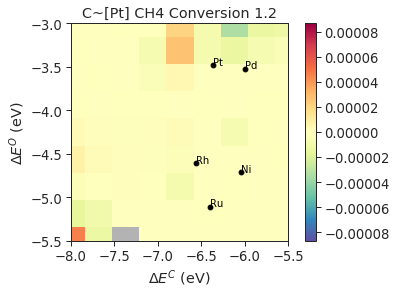 C~[Pt] CH4 Conversion 1.2
−3.0
−3.5
−4.0
−4.5
−5.0
−5.5
ΔE^O (eV)
Pt
Pd
Rh
Ni
Ru
−8.0 −7.5 −7.0 −6.5 −6.0 −5.5
ΔE^C (eV)
0.00008
0.00006
0.00004
0.00002
0.00000
−0.00002
−0.00004
−0.00006
−0.00008